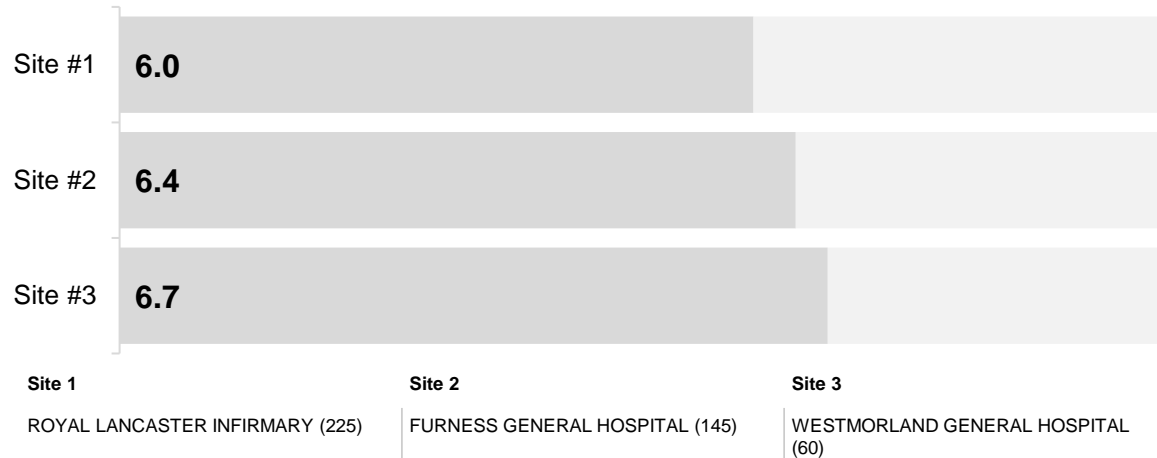 Site #1 6.0
Site #2 6.4
Site #3 6.7
Site 1 Site 2 Site 3
ROYAL LANCASTER INFIRMARY (225) FURNESS GENERAL HOSPITAL (145) WESTMORLAND GENERAL HOSPITAL
(60)